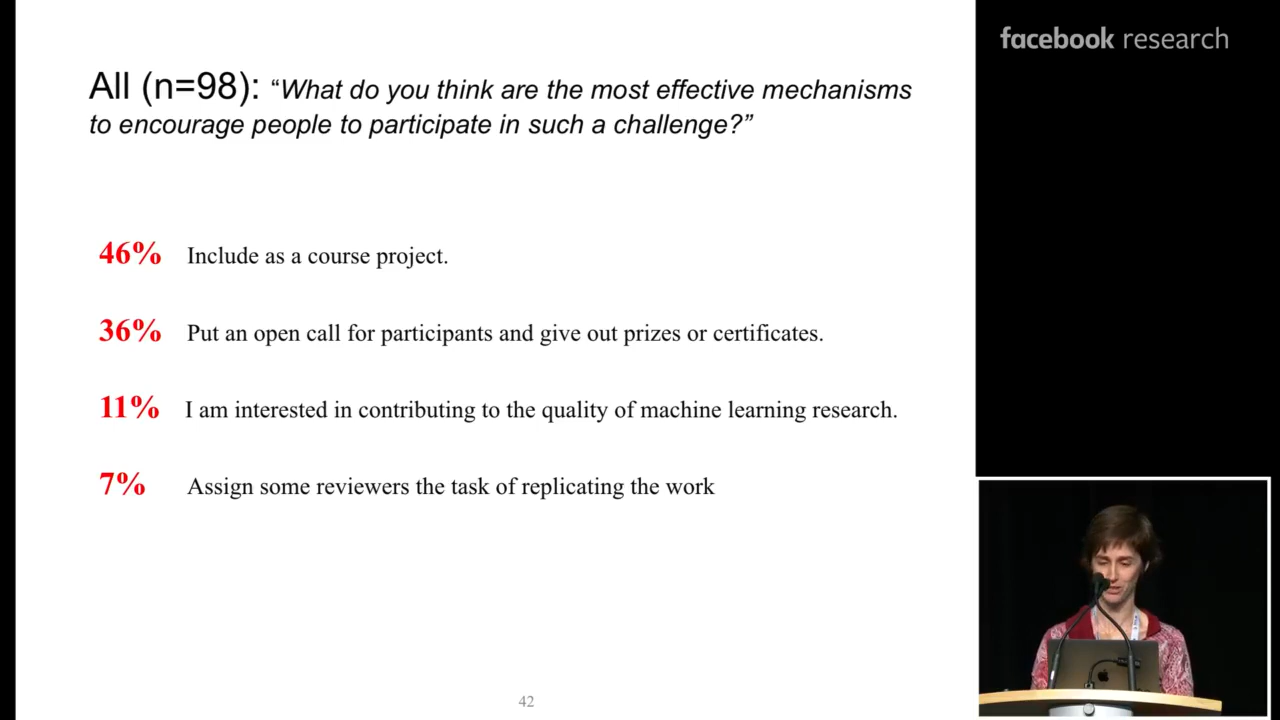 facebook research
All (n=98): “What do you think are the most effective mechanisms
to encourage people to participate in such a challenge?”
46% Include as a course project.
36% Put an open call for participants and give out prizes or certificates.
11% I am interested in contributing to the quality of machine learning research.
7% Assign some reviewers the task of replicating the work
42